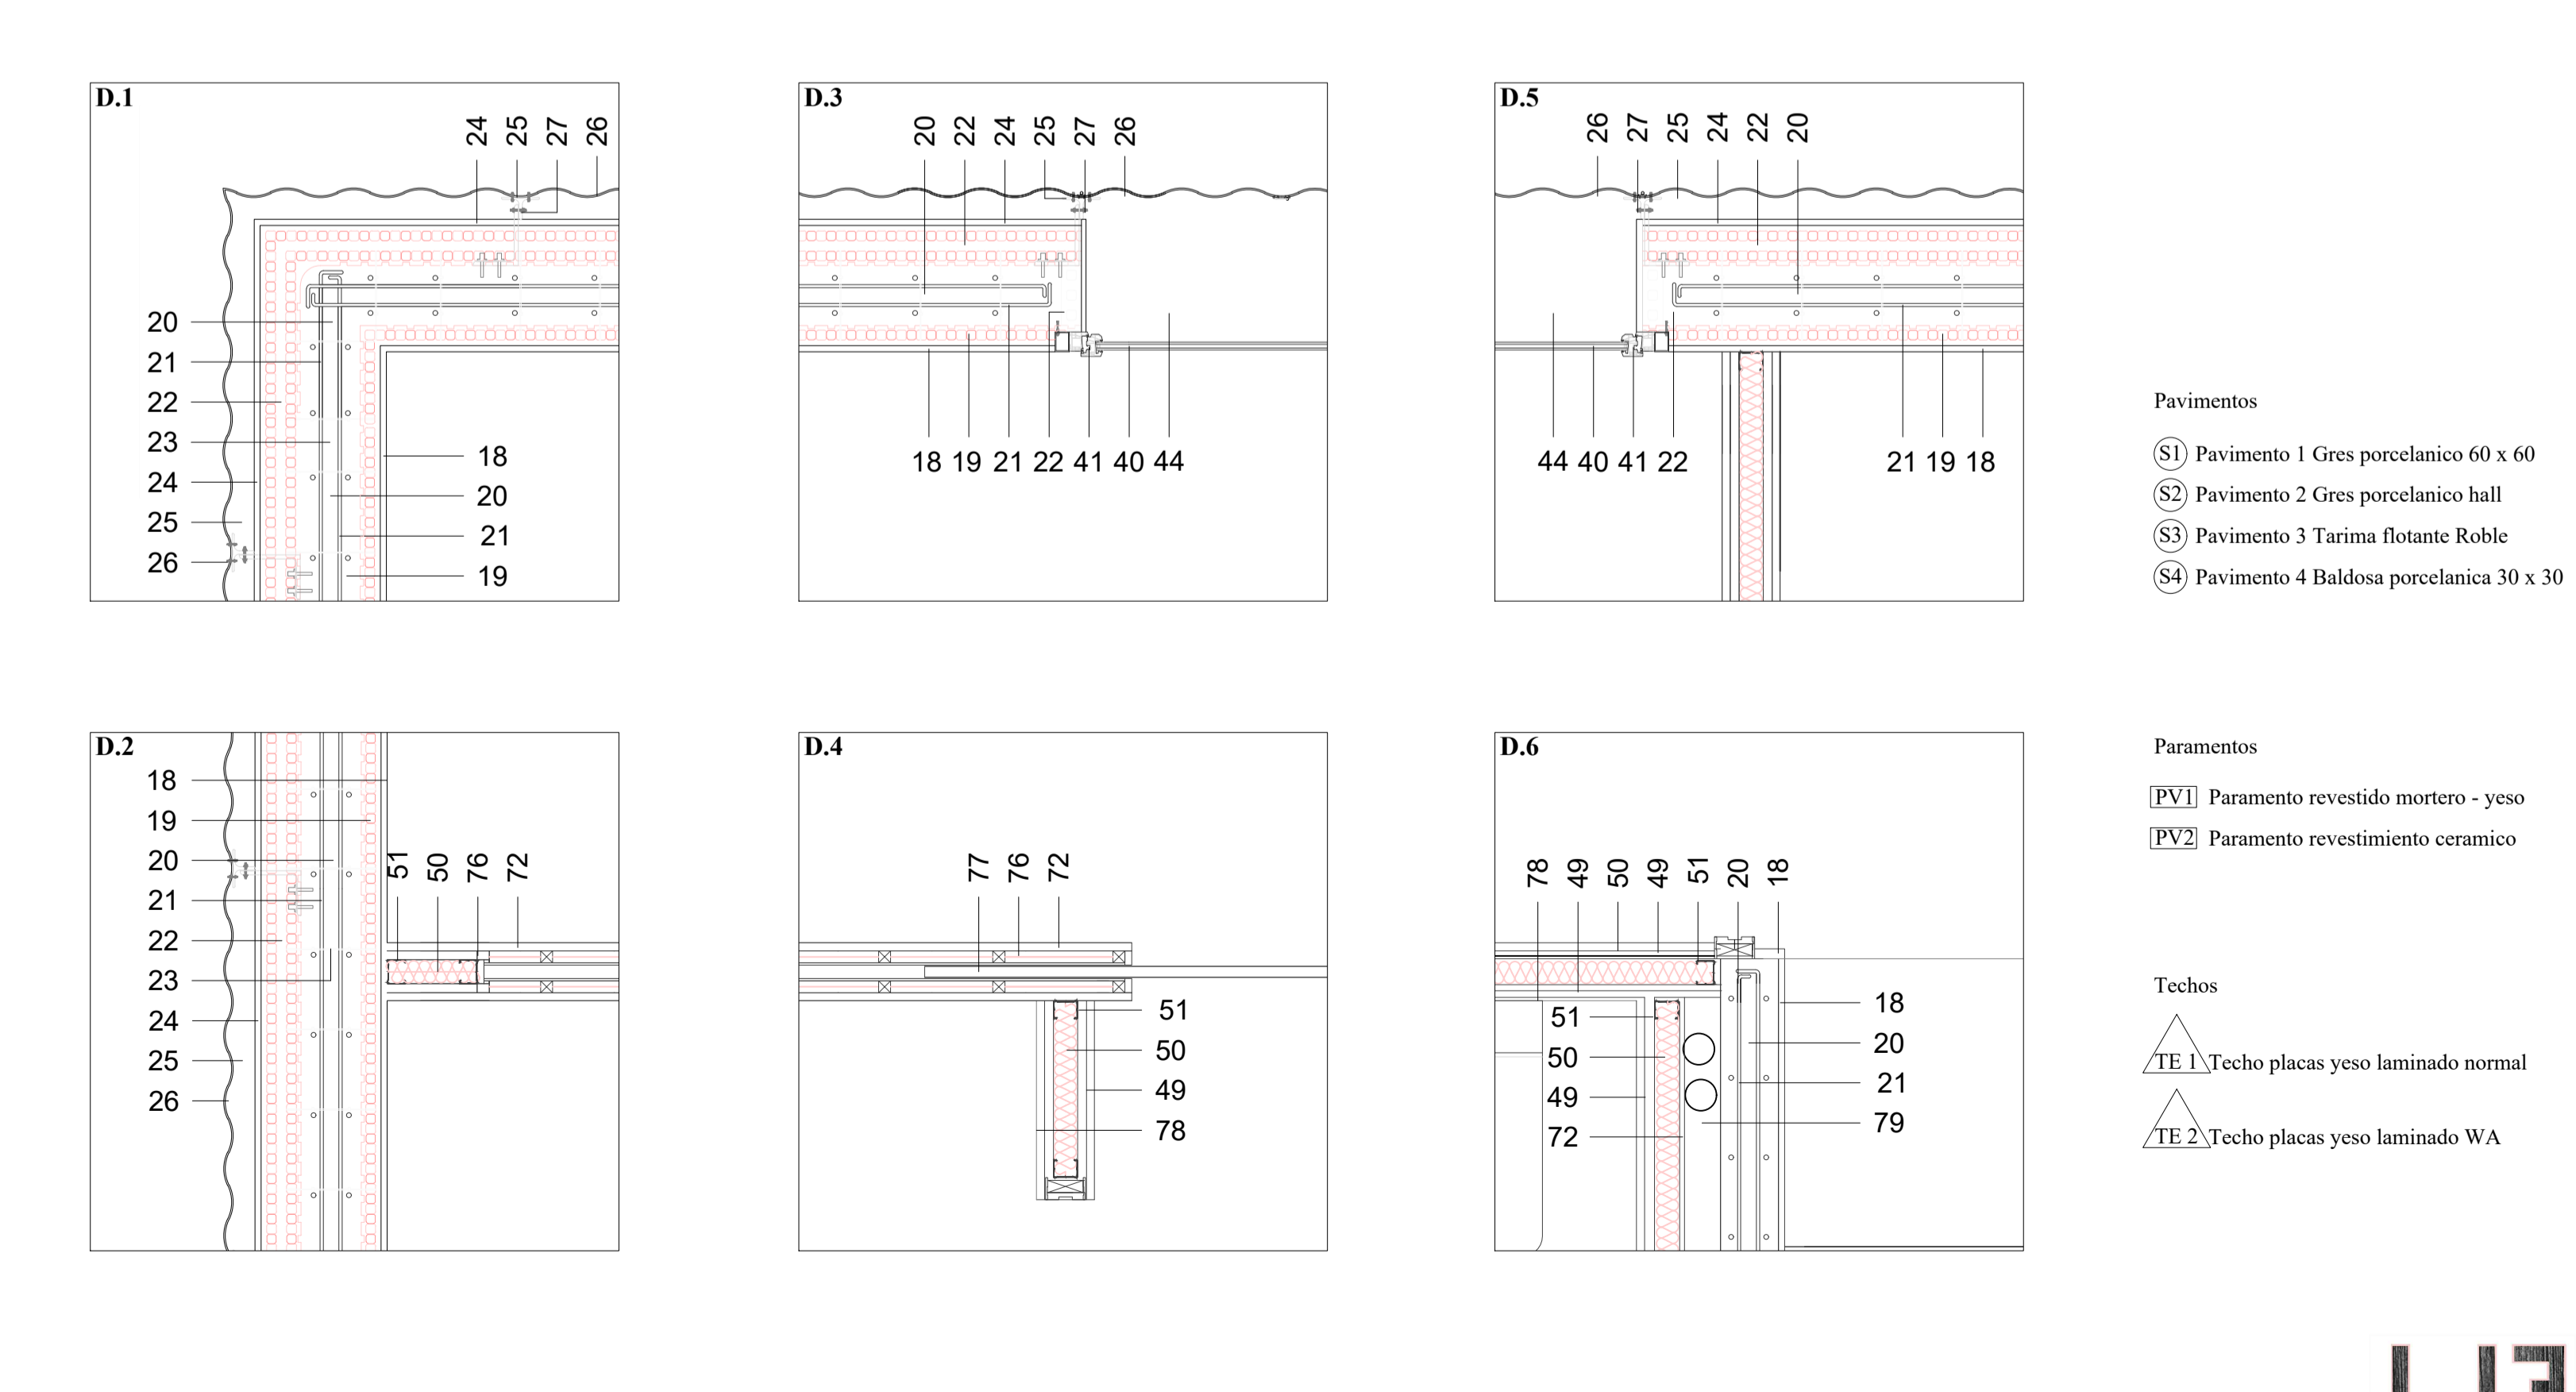 D.1
24 25 27 26
20
21
22
23
24
25
26
18
20
21
19
D.3
20 22 24 25 27 26
18 19 21 22 41 40 44
D.5
26 27 25 24 22 20
44 40 41 22 21 19 18
D.2
18
19
20
21
22
23
24
25
26
51 50 76 72
D.4
77 76 72
51
50
49
78
D.6
78 49 50 49 51 20 18
51
50
49
72
18
20
21
79
Pavimentos
S1 Pavimento 1 Gres porcelanico 60 x 60
S2 Pavimento 2 Gres porcelanico hall
S3 Pavimento 3 Tarima flotante Roble
S4 Pavimento 4 Baldosa porcelanica 30 x 30
Paramentos
PV1 Paramento revestido mortero - yeso
PV2 Paramento revestimiento ceramico
Techos
TE 1 Techo placas yeso laminado normal
TE 2 Techo placas yeso laminado WA